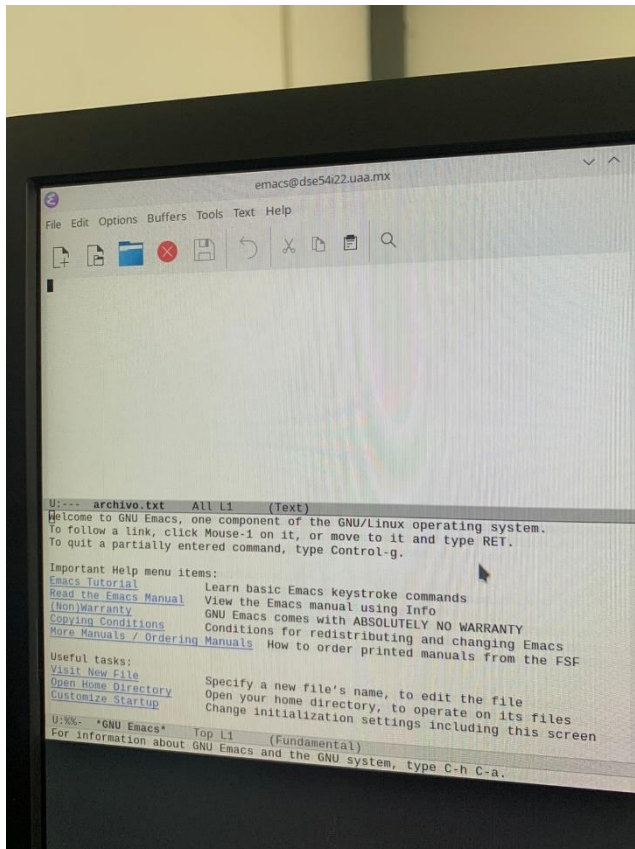 emacs@dse54i22.uaa.mx
File Edit Options Buffers Tools Text Help
U:--- archivo.txt All L1 (Text)
Welcome to GNU Emacs, one component of the GNU/Linux operating system.
To follow a link, click Mouse-1 on it, or move to it and type RET.
To quit a partially entered command, type Control-g.
Important Help menu items:
Emacs Tutorial Learn basic Emacs keystroke commands
Read the Emacs Manual View the Emacs manual using Info
(Non)Warranty GNU Emacs comes with ABSOLUTELY NO WARRANTY
Copying Conditions Conditions for redistributing and changing Emacs
More Manuals / Ordering Manuals How to order printed manuals from the FSF
Useful tasks:
Visit New File Specify a new file's name, to edit the file
Open Home Directory Open your home directory, to operate on its files
Customize Startup Change initialization settings including this screen
U:%%- *GNU Emacs* Top L1 (Fundamental)
For information about GNU Emacs and the GNU system, type C-h C-a.